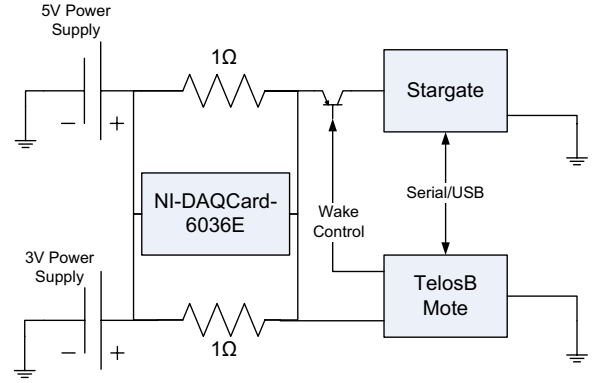 5V Power
Supply
1Ω
− +
Stargate
NI-DAQCard-
6036E
Wake
Control
Serial/USB
3V Power
Supply
TelosB
Mote
− +
1Ω